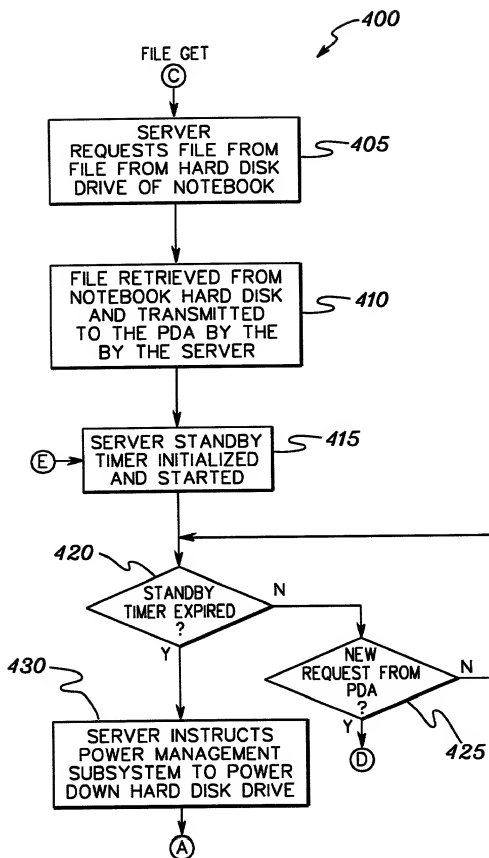 400
FILE GET
C
SERVER
REQUESTS FILE FROM
FILE FROM HARD DISK
DRIVE OF NOTEBOOK
405
FILE RETRIEVED FROM
NOTEBOOK HARD DISK
AND TRANSMITTED
TO THE PDA BY THE
BY THE SERVER
410
E
SERVER STANDBY
TIMER INITIALIZED
AND STARTED
415
420
STANDBY
TIMER EXPIRED
?
N
Y
NEW
REQUEST FROM
PDA
?
N
Y
425
D
430
SERVER INSTRUCTS
POWER MANAGEMENT
SUBSYSTEM TO POWER
DOWN HARD DISK DRIVE
A